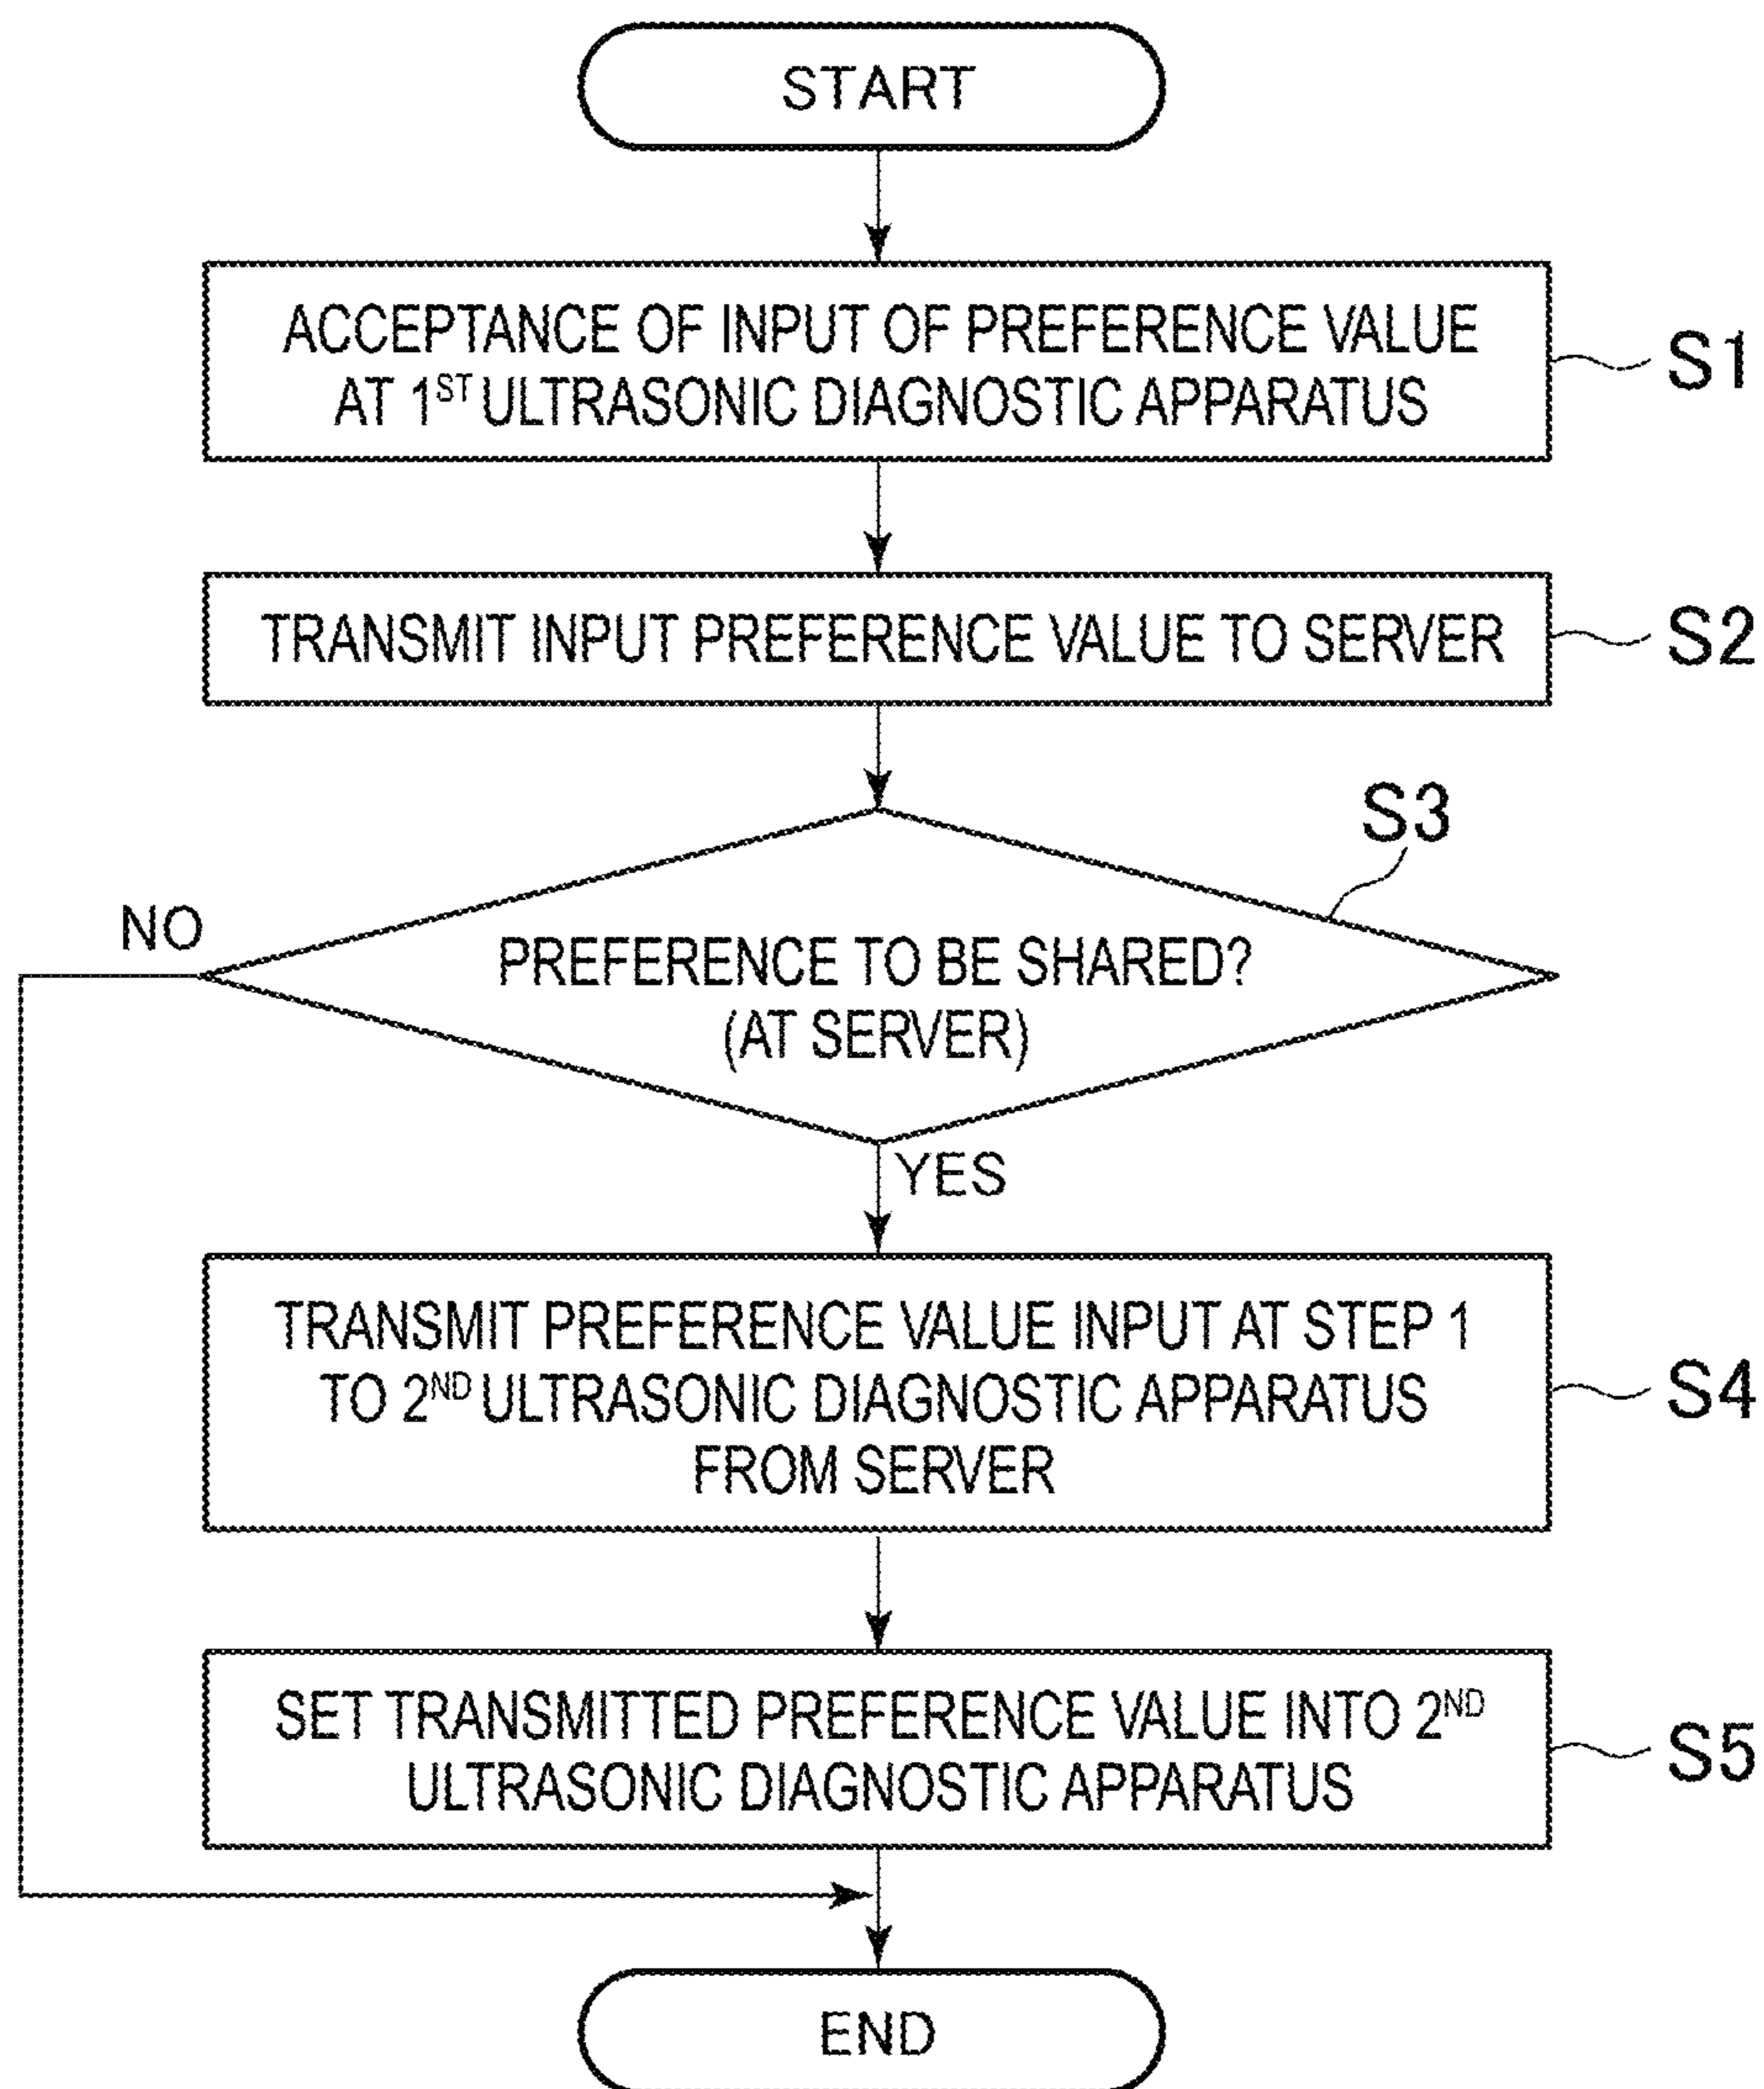 START
ACCEPTANCE OF INPUT OF PREFERENCE VALUE
AT 1ST ULTRASONIC DIAGNOSTIC APPARATUS
S1
TRANSMIT INPUT PREFERENCE VALUE TO SERVER
S2
S3
NO
PREFERENCE TO BE SHARED?
(AT SERVER)
YES
TRANSMIT PREFERENCE VALUE INPUT AT STEP 1
TO 2ND ULTRASONIC DIAGNOSTIC APPARATUS
FROM SERVER
S4
SET TRANSMITTED PREFERENCE VALUE INTO 2ND
ULTRASONIC DIAGNOSTIC APPARATUS
S5
END